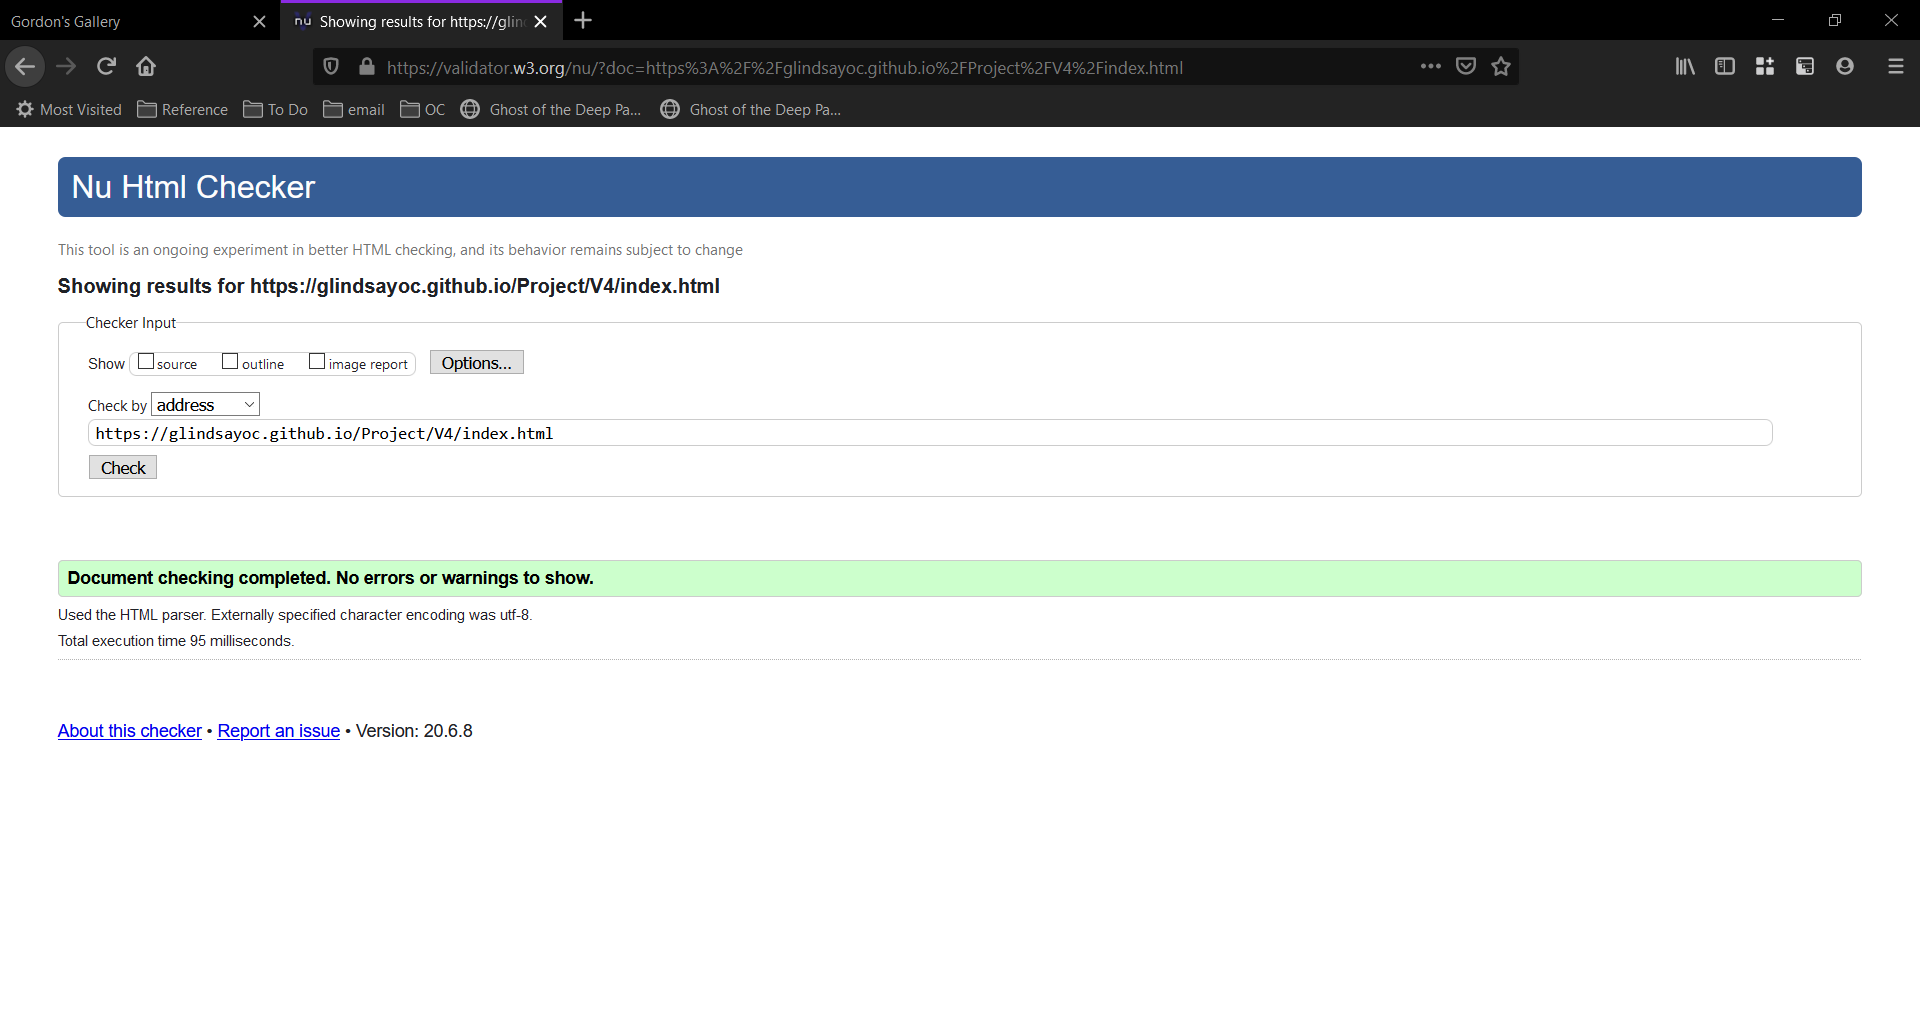 Gordon's Gallery
nu Showing results for https://glin
https://validator.w3.org/nu/?doc=https%3A%2F%2Fglindsayoc.github.io%2FProject%2FV4%2Findex.html
Most Visited Reference To Do email OC Ghost of the Deep Pa... Ghost of the Deep Pa...
Nu Html Checker
This tool is an ongoing experiment in better HTML checking, and its behavior remains subject to change
Showing results for https://glindsayoc.github.io/Project/V4/index.html
Checker Input
Show source outline image report Options...
Check by address
https://glindsayoc.github.io/Project/V4/index.html
Check
Document checking completed. No errors or warnings to show.
Used the HTML parser. Externally specified character encoding was utf-8.
Total execution time 95 milliseconds.
About this checker • Report an issue • Version: 20.6.8